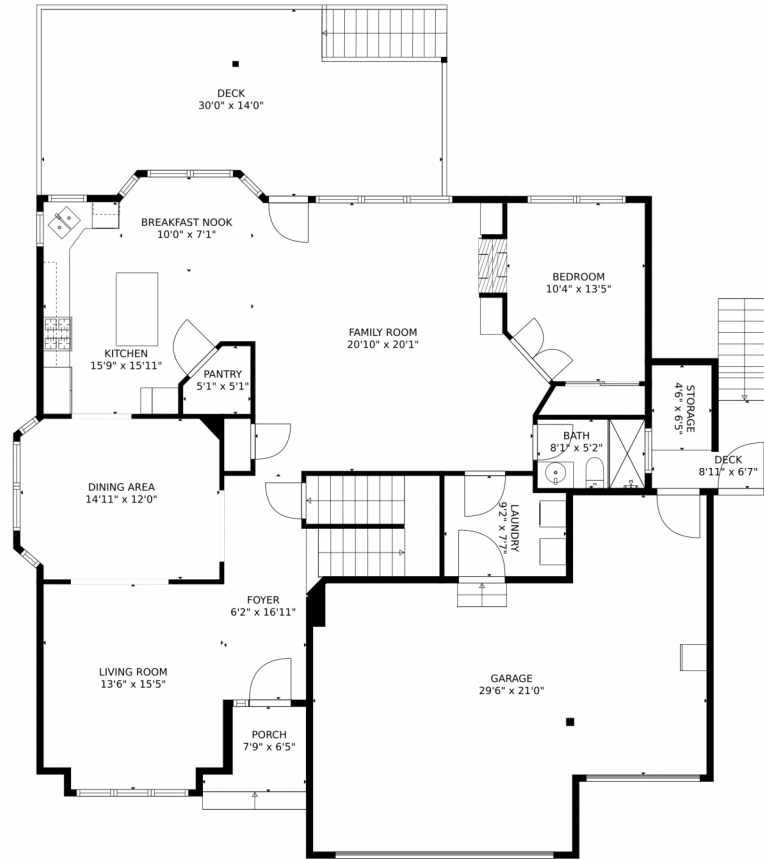 DECK
30'0" x 14'0"
BREAKFAST NOOK
10'0" x 7'1"
BEDROOM
10'4" x 13'5"
FAMILY ROOM
20'10" x 20'1"
KITCHEN
15'9" x 15'11"
PANTRY
5'1" x 5'1"
STORAGE
4'6" x 6'5"
BATH
8'1" x 5'2"
DECK
8'11" x 6'7"
DINING AREA
14'11" x 12'0"
LAUNDRY
9'2" x 7'7"
FOYER
6'2" x 16'11"
LIVING ROOM
13'6" x 15'5"
GARAGE
29'6" x 21'0"
PORCH
7'9" x 6'5"